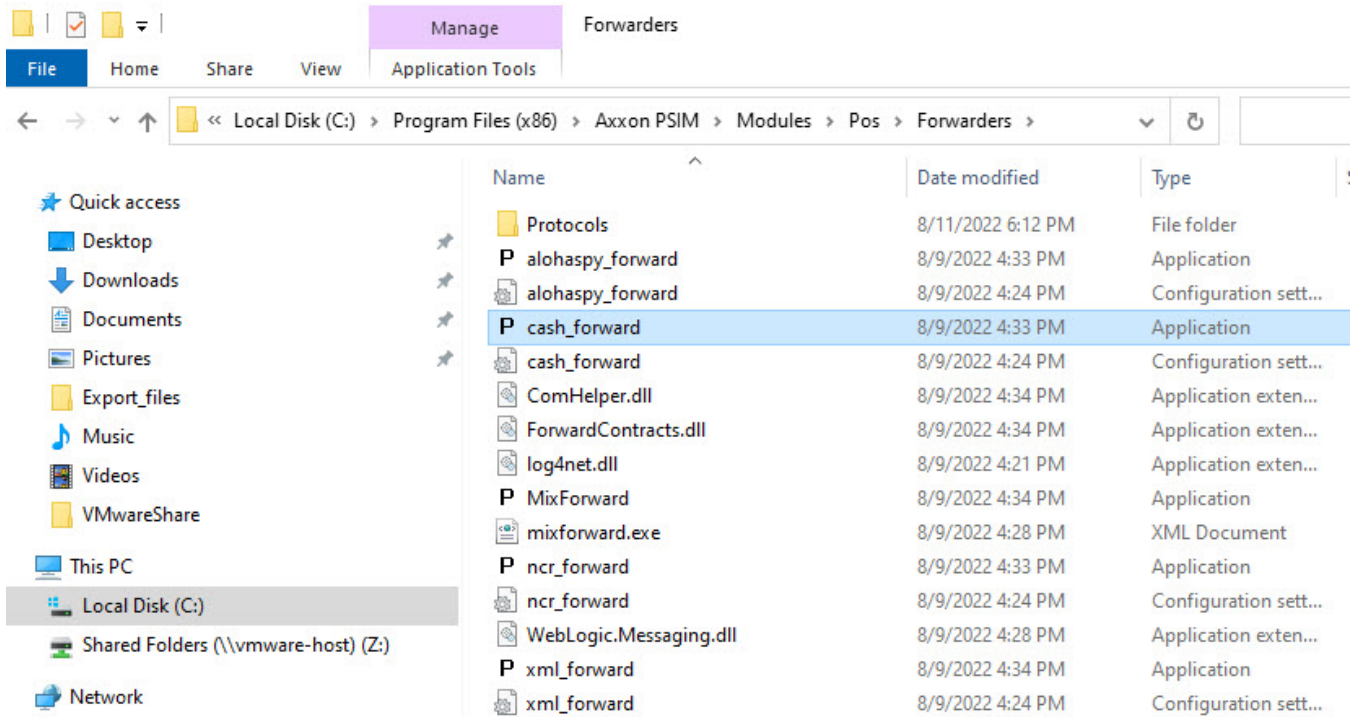 Manage Forwarders
File Home Share View Application Tools
« Local Disk (C:) > Program Files (x86) > Axxon PSIM > Modules > Pos > Forwarders >
Quick access
Desktop
Downloads
Documents
Pictures
Export_files
Music
Videos
VMwareShare
This PC
Local Disk (C:)
Shared Folders (\\vmware-host) (Z:)
Network
Name Date modified Type
Protocols 8/11/2022 6:12 PM File folder
P alohaspy_forward 8/9/2022 4:33 PM Application
alohaspy_forward 8/9/2022 4:24 PM Configuration sett...
P cash_forward 8/9/2022 4:33 PM Application
cash_forward 8/9/2022 4:24 PM Configuration sett...
ComHelper.dll 8/9/2022 4:34 PM Application exten...
ForwardContracts.dll 8/9/2022 4:34 PM Application exten...
log4net.dll 8/9/2022 4:21 PM Application exten...
P MixForward 8/9/2022 4:34 PM Application
mixforward.exe 8/9/2022 4:28 PM XML Document
P ncr_forward 8/9/2022 4:33 PM Application
ncr_forward 8/9/2022 4:24 PM Configuration sett...
WebLogic.Messaging.dll 8/9/2022 4:28 PM Application exten...
P xml_forward 8/9/2022 4:34 PM Application
xml_forward 8/9/2022 4:24 PM Configuration sett...